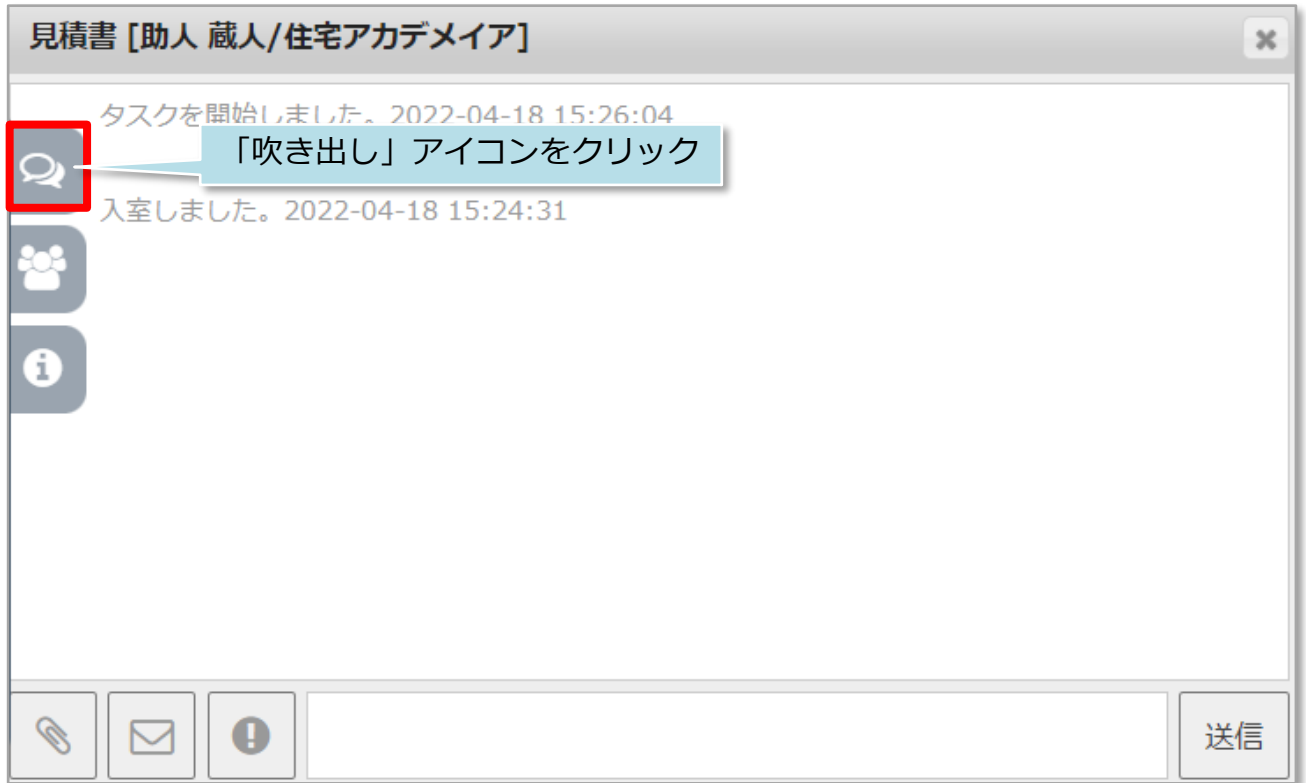 見積書 [助人 蔵人/住宅アカデメイア]
タスクを開始しました。2022-04-18 15:26:04
「吹き出し」アイコンをクリック
入室しました。2022-04-18 15:24:31
送信